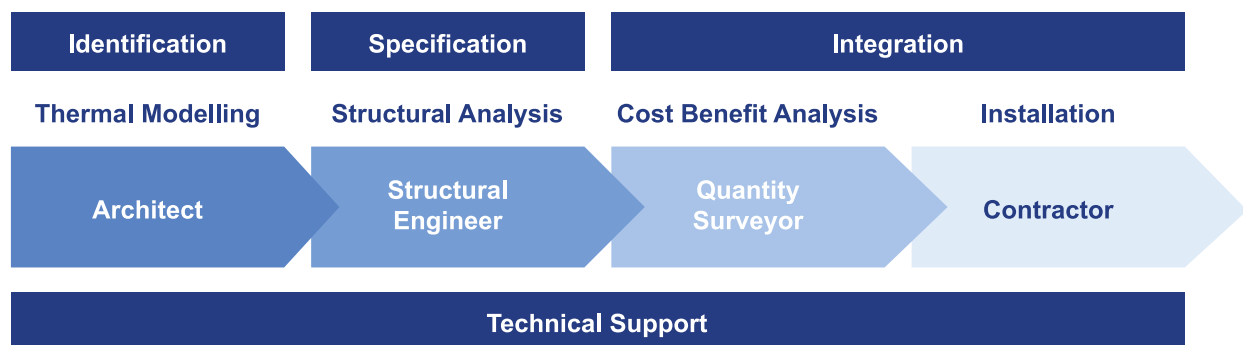 Identification
Specification
Integration
Thermal Modelling
Structural Analysis
Cost Benefit Analysis
Installation
Architect
Structural
Engineer
Quantity
Surveyor
Contractor
Technical Support